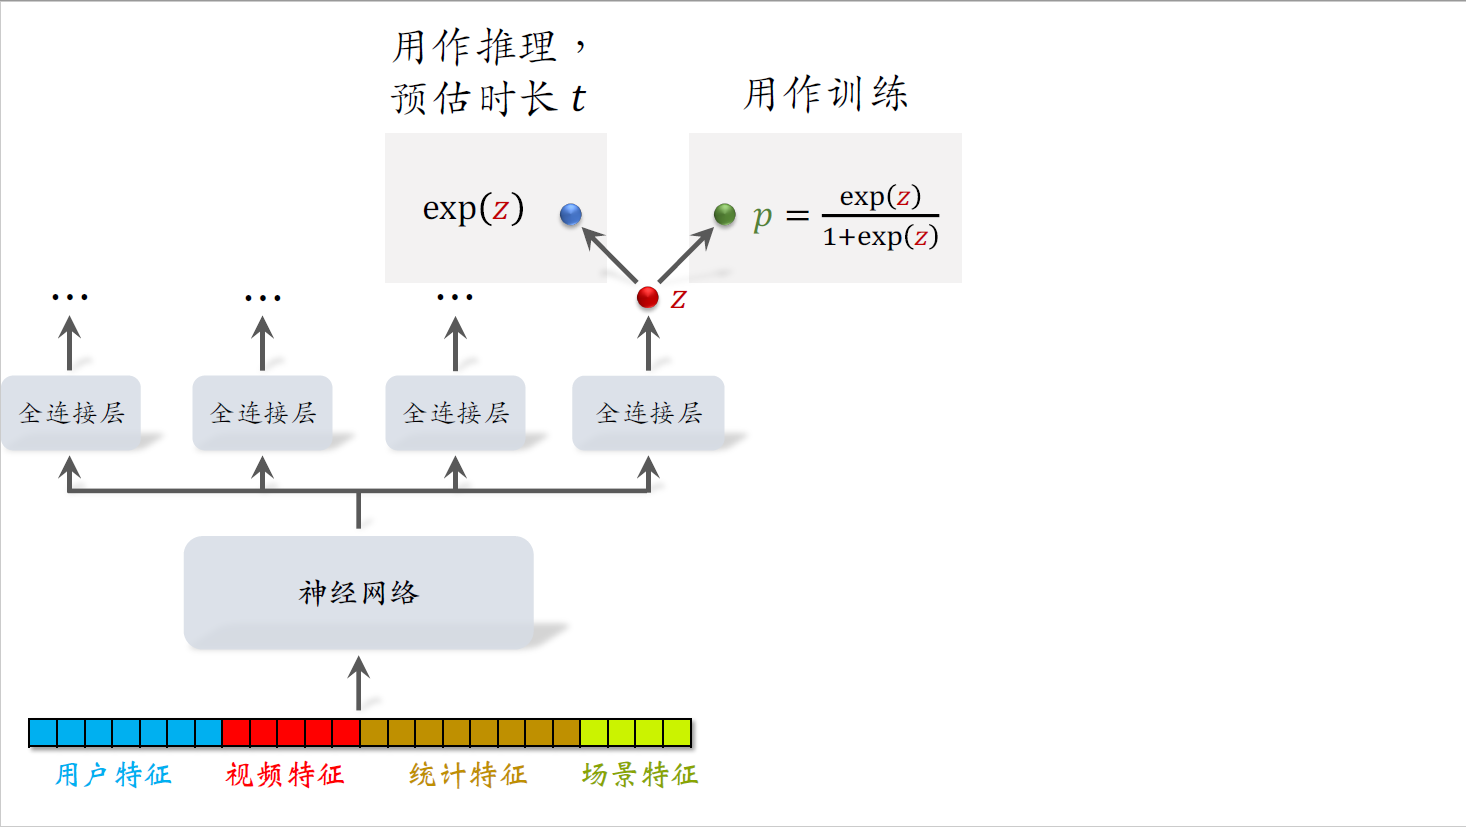 用作推理，
预估时长 t
用作训练
exp(z)
p = exp(z) / 1+exp(z)
z
... ... ...
全连接层 全连接层 全连接层 全连接层
神经网络
用户特征 视频特征 统计特征 场景特征